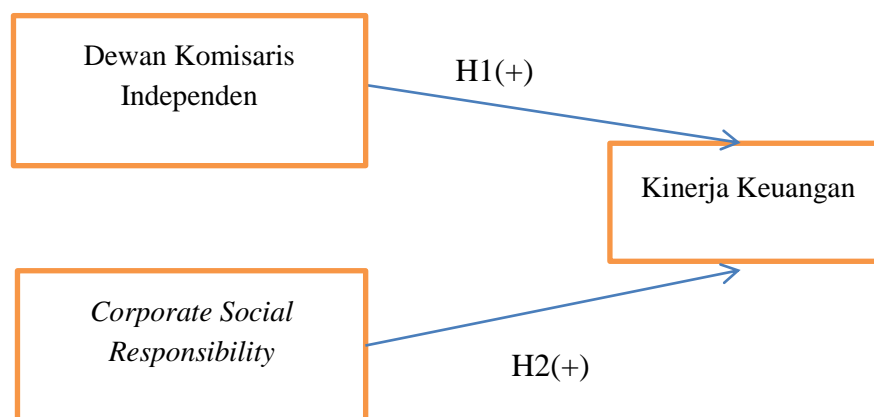 Dewan Komisaris
Independen
H1(+)
Kinerja Keuangan
Corporate Social
Responsibility
H2(+)